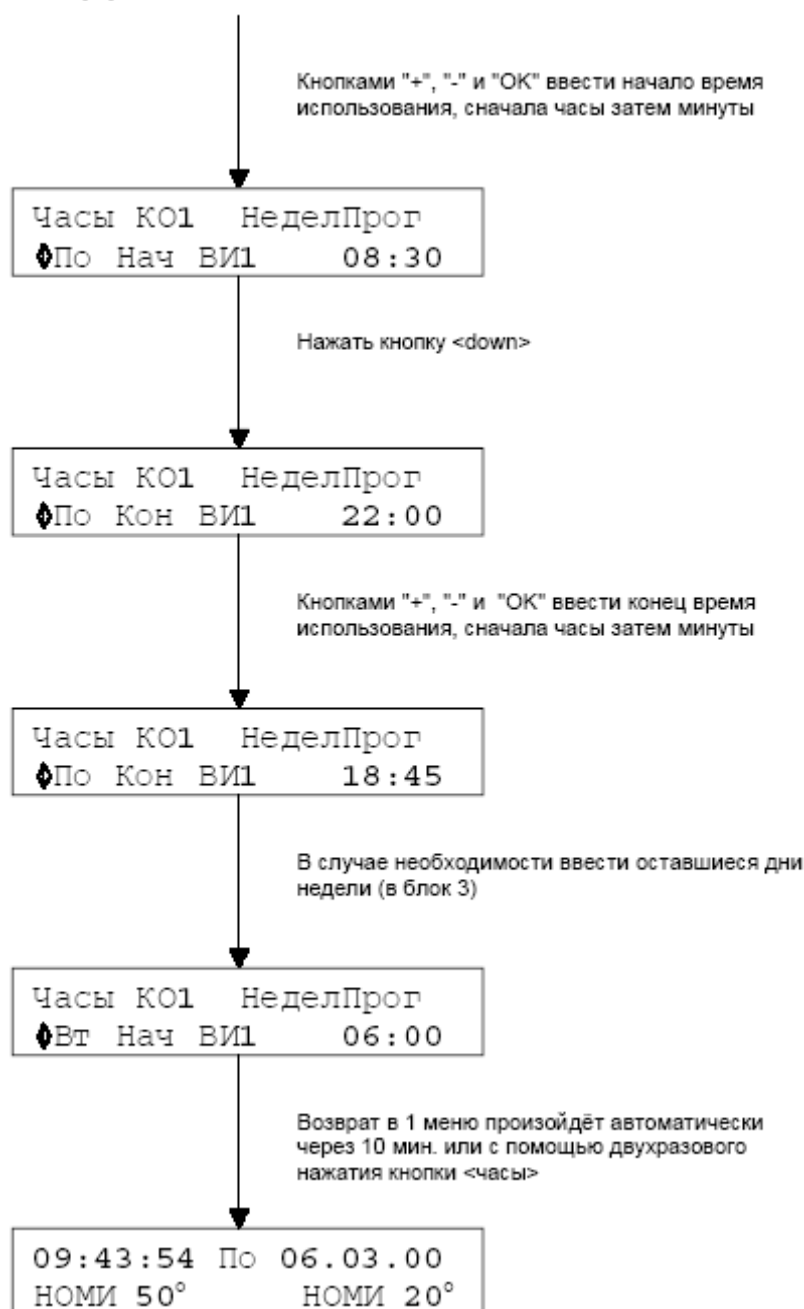 Кнопками "+", "-" и "OK" ввести начало время
использования, сначала часы затем минуты
Часы КО1 НеделПрог
По Нач ВИ1 08:30
Нажать кнопку <down>
Часы КО1 НеделПрог
По Кон ВИ1 22:00
Кнопками "+", "-" и "OK" ввести конец время
использования, сначала часы затем минуты
Часы КО1 НеделПрог
По Кон ВИ1 18:45
В случае необходимости ввести оставшиеся дни
недели (в блок 3)
Часы КО1 НеделПрог
Вт Нач ВИ1 06:00
Возврат в 1 меню произойдёт автоматически
через 10 мин. или с помощью двухразового
нажатия кнопки <часы>
09:43:54 По 06.03.00
НОМИ 50° НОМИ 20°